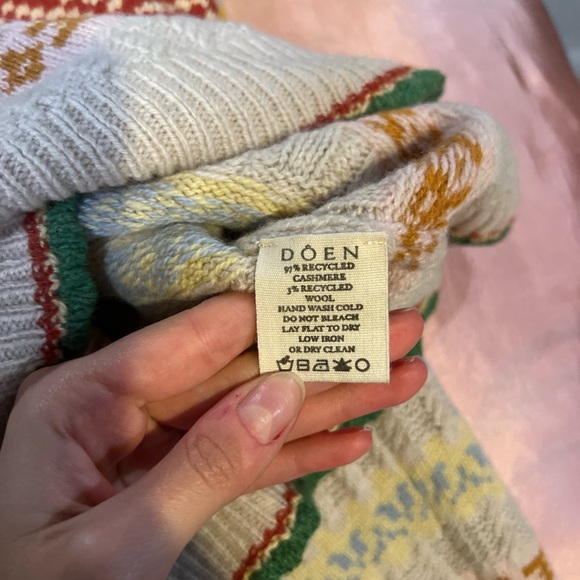 DÔEN
97% RECYCLED
CASHMERE
3% RECYCLED
WOOL
HAND WASH COLD
DO NOT BLEACH
LAY FLAT TO DRY
LOW IRON
OR DRY CLEAN